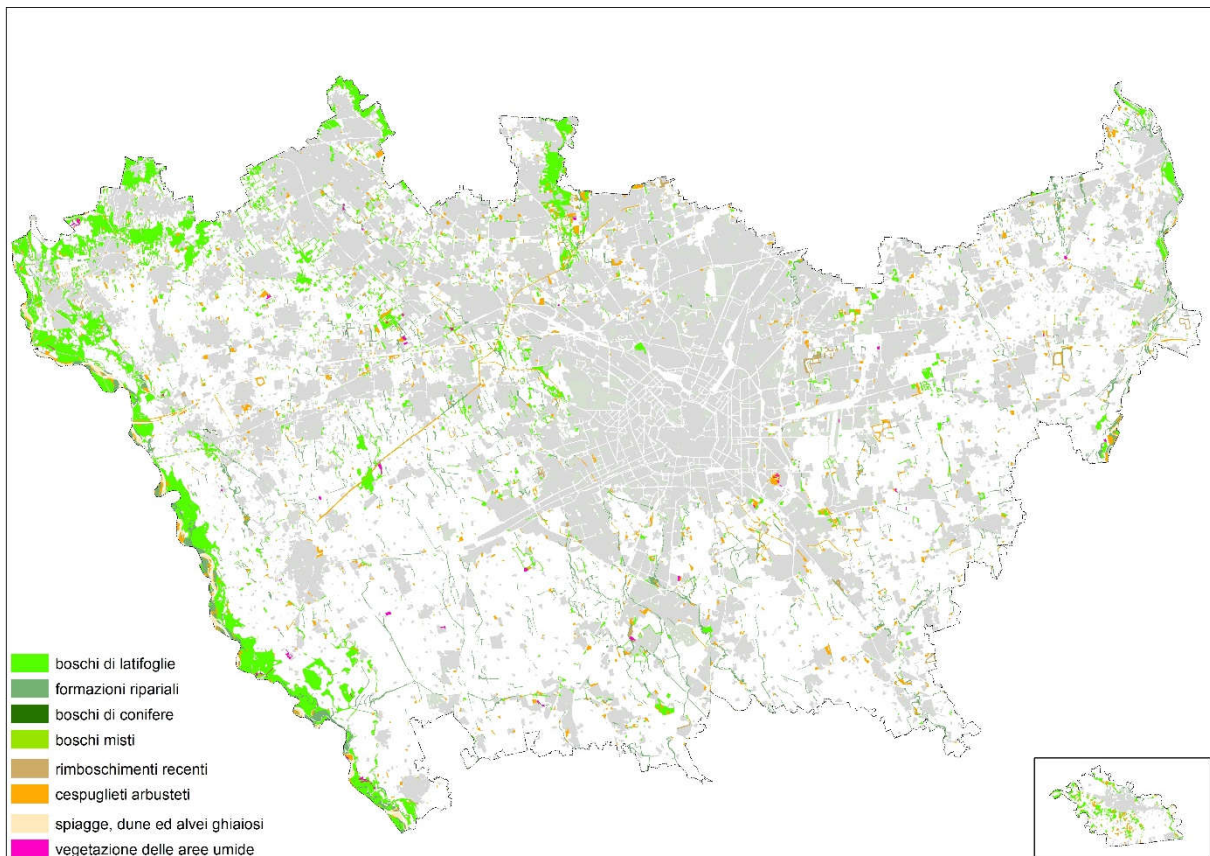 boschi di latifoglie
formazioni ripariali
boschi di conifere
boschi misti
rimboschimenti recenti
cespuglieti arbusteti
spiagge, dune ed alvei ghiaiosi
vegetazione delle aree umide